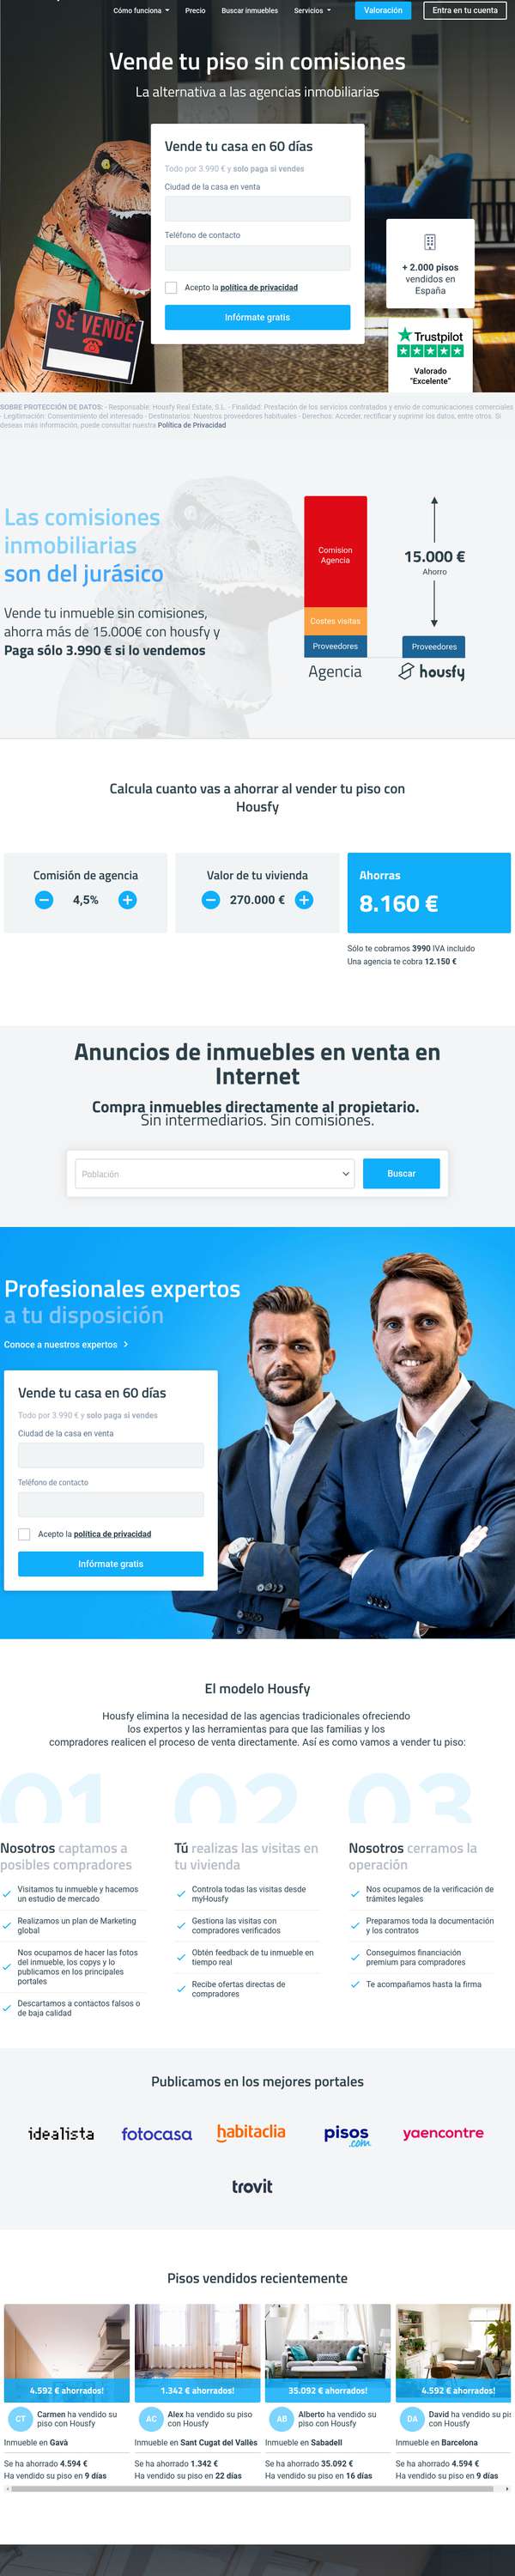 Cómo funciona
Precio
Buscar inmuebles
Servicios
Valoración
Entra en tu cuenta
Vende tu piso sin comisiones
La alternativa a las agencias inmobiliarias
Vende tu casa en 60 días
Todo por 3.990 € y solo paga si vendes
Ciudad de la casa en venta
Teléfono de contacto
Acepto la política de privacidad
Infórmate gratis
+ 2.000 pisos
vendidos en
España
SE VENDE
Trustpilot
Valorado
"Excelente"
SOBRE PROTECCIÓN DE DATOS: - Responsable: Housfy Real Estate, S.L. - Finalidad: Prestación de los servicios contratados y envío de comunicaciones comerciales
- Legitimación: Consentimiento del interesado - Destinatarios: Nuestros proveedores habituales - Derechos: Acceder, rectificar y suprimir los datos, entre otros. Si
deseas más información, puede consultar nuestra Política de Privacidad
Las comisiones
inmobiliarias
son del jurásico
Vende tu inmueble sin comisiones,
ahorra más de 15.000€ con housfy y
Paga sólo 3.990 € si lo vendemos
Comision
Agencia
Costes visitas
Proveedores
Agencia
15.000 €
Ahorro
Proveedores
housfy
Calcula cuanto vas a ahorrar al vender tu piso con
Housfy
Comisión de agencia
4,5%
Valor de tu vivienda
270.000 €
Ahorras
8.160 €
Sólo te cobramos 3990 IVA incluido
Una agencia te cobra 12.150 €
Anuncios de inmuebles en venta en
Internet
Compra inmuebles directamente al propietario.
Sin intermediarios. Sin comisiones.
Población
Buscar
Profesionales expertos
a tu disposición
Conoce a nuestros expertos
Vende tu casa en 60 días
Todo por 3.990 € y solo paga si vendes
Ciudad de la casa en venta
Teléfono de contacto
Acepto la política de privacidad
Infórmate gratis
El modelo Housfy
Housfy elimina la necesidad de las agencias tradicionales ofreciendo
los expertos y las herramientas para que las familias y los
compradores realicen el proceso de venta directamente. Así es como vamos a vender tu piso:
01
Nosotros captamos a
posibles compradores
Visitamos tu inmueble y hacemos
un estudio de mercado
Realizamos un plan de Marketing
global
Nos ocupamos de hacer las fotos
del inmueble, los copys y lo
publicamos en los principales
portales
Descartamos a contactos falsos o
de baja calidad
02
Tú realizas las visitas en
tu vivienda
Controla todas las visitas desde
myHousfy
Gestiona las visitas con
compradores verificados
Obtén feedback de tu inmueble en
tiempo real
Recibe ofertas directas de
compradores
03
Nosotros cerramos la
operación
Nos ocupamos de la verificación de
trámites legales
Preparamos toda la documentación
y los contratos
Conseguimos financiación
premium para compradores
Te acompañamos hasta la firma
Publicamos en los mejores portales
idealista
fotocasa
habitaclia
pisos
.com
yaencontre
trovit
Pisos vendidos recientemente
4.592 € ahorrados!
CT
Carmen ha vendido su
piso con Housfy
Inmueble en Gavà
Se ha ahorrado 4.594 €
Ha vendido su piso en 9 días
1.342 € ahorrados!
AC
Alex ha vendido su piso
con Housfy
Inmueble en Sant Cugat del Vallès
Se ha ahorrado 1.342 €
Ha vendido su piso en 22 días
35.092 € ahorrados!
AB
Alberto ha vendido su
piso con Housfy
Inmueble en Sabadell
Se ha ahorrado 35.092 €
Ha vendido su piso en 16 días
4.592 € ahorrados!
DA
David ha vendido su pis
con Housfy
Inmueble en Barcelona
Se ha ahorrado 4.594 €
Ha vendido su piso en 9 días